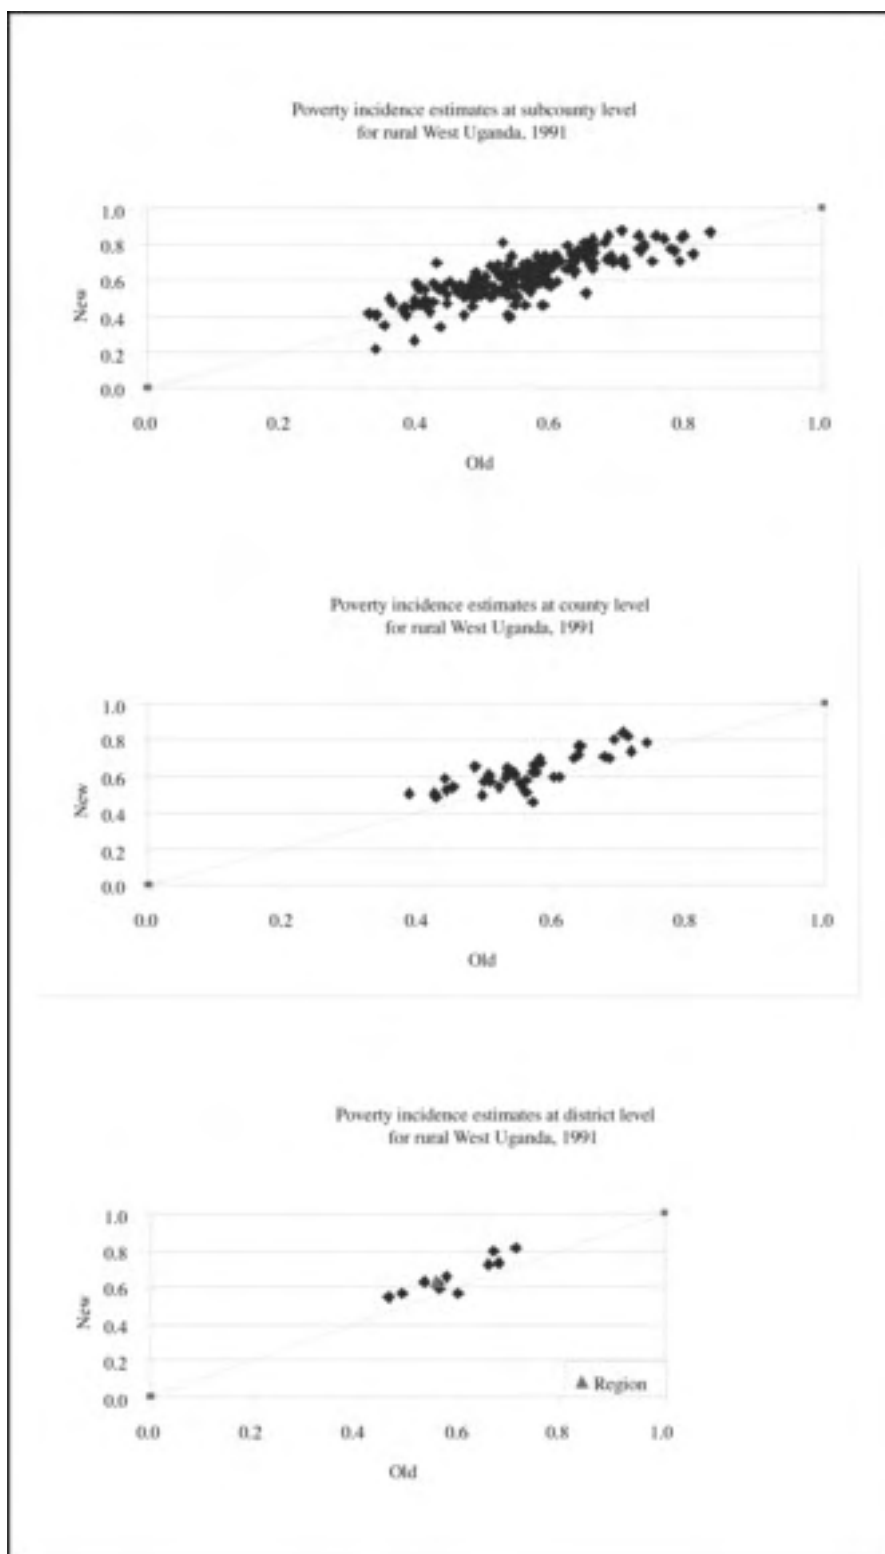 Poverty incidence estimates at subcounty level
for rural West Uganda, 1991
1.0
0.8
0.6
0.4
0.2
0.0
New
0.0 0.2 0.4 0.6 0.8 1.0
Old
Poverty incidence estimates at county level
for rural West Uganda, 1991
1.0
0.8
0.6
0.4
0.2
0.0
New
0.0 0.2 0.4 0.6 0.8 1.0
Old
Poverty incidence estimates at district level
for rural West Uganda, 1991
1.0
0.8
0.6
0.4
0.2
0.0
New
Region
0.0 0.2 0.4 0.6 0.8 1.0
Old